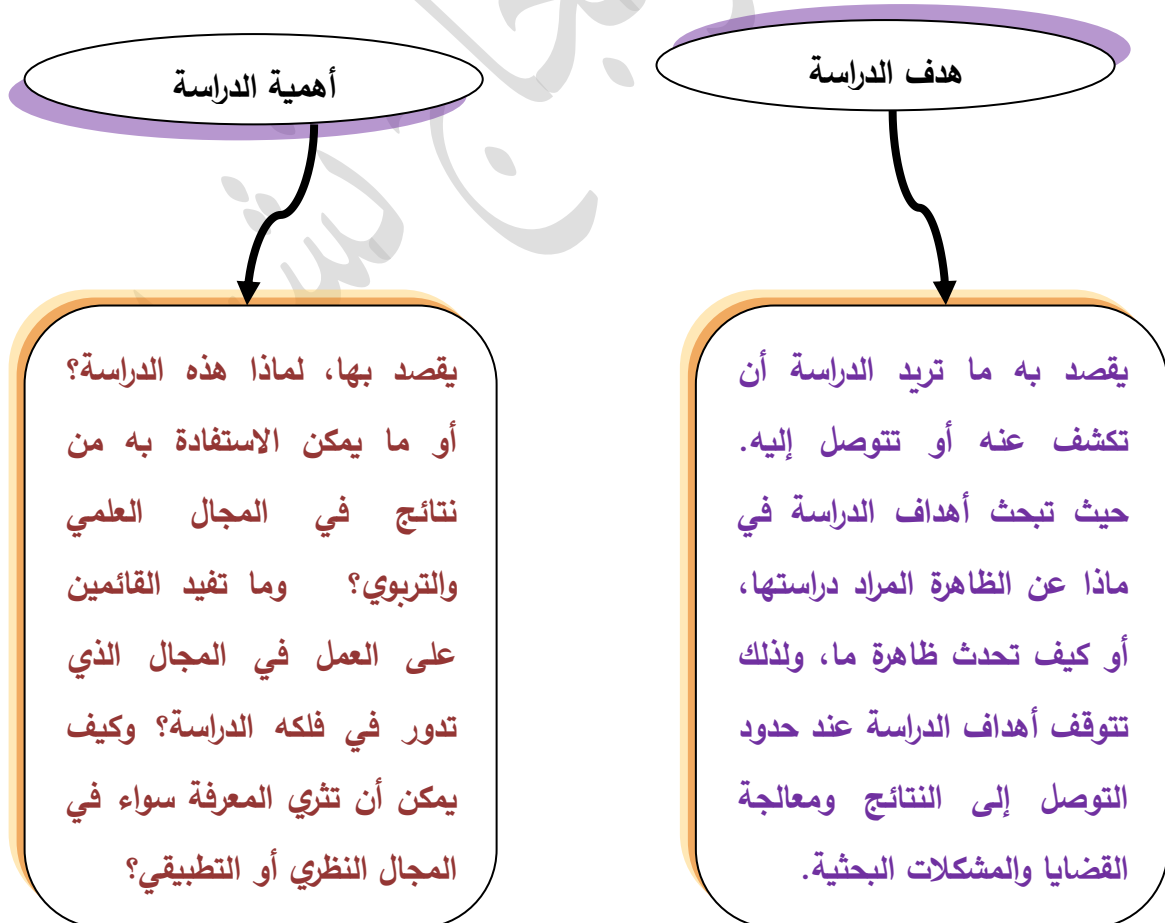 هدف الدراسة
يقصد به ما تريد الدراسة أن
تكشف عنه أو تتوصل إليه.
حيث تبحث أهداف الدراسة في
ماذا عن الظاهرة المراد دراستها،
أو كيف تحدث ظاهرة ما، ولذلك
تتوقف أهداف الدراسة عند حدود
التوصل إلى النتائج ومعالجة
القضايا والمشكلات البحثية.
أهمية الدراسة
يقصد بها، لماذا هذه الدراسة؟
أو ما يمكن الاستفادة به من
نتائج في المجال العلمي
والتربوي؟ وما تفيد القائمين
على العمل في المجال الذي
تدور في فلكه الدراسة؟ وكيف
يمكن أن تثري المعرفة سواء في
المجال النظري أو التطبيقي؟